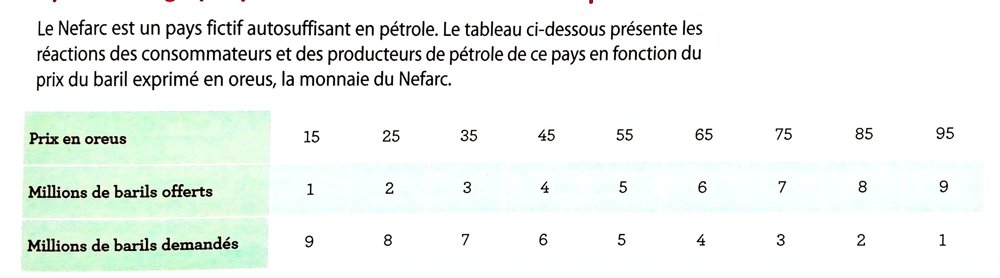 Le Nefarc est un pays fictif autosuffisant en pétrole. Le tableau ci-dessous présente les
réactions des consommateurs et des producteurs de pétrole de ce pays en fonction du
prix du baril exprimé en oreus, la monnaie du Nefarc.
Prix en oreus 15 25 35 45 55 65 75 85 95
Millions de barils offerts 1 2 3 4 5 6 7 8 9
Millions de barils demandés 9 8 7 6 5 4 3 2 1